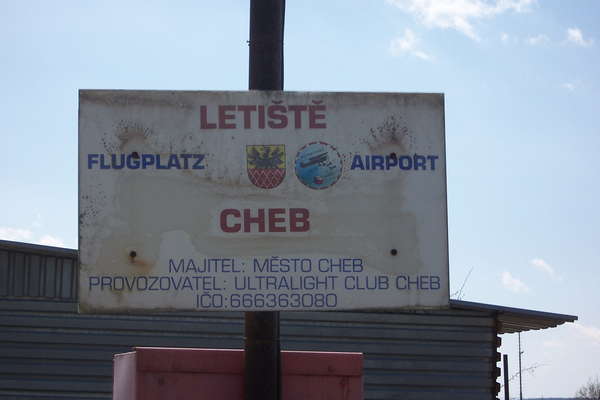 LETIŠTĚ
FLUGPLATZ AIRPORT
CHEB
MAJITEL: MĚSTO CHEB
PROVOZOVATEL: ULTRALIGHT CLUB CHEB
IČO:666363080